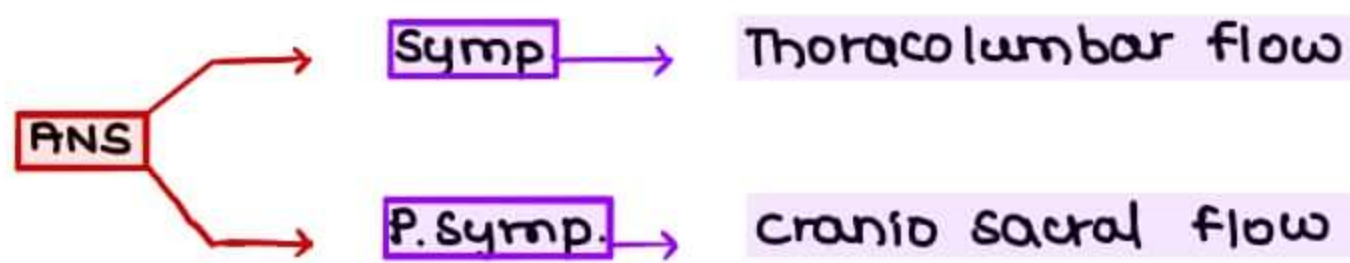 Symp
Thoracolumbar flow
ANS
P. Symp.
Cranio sacral flow